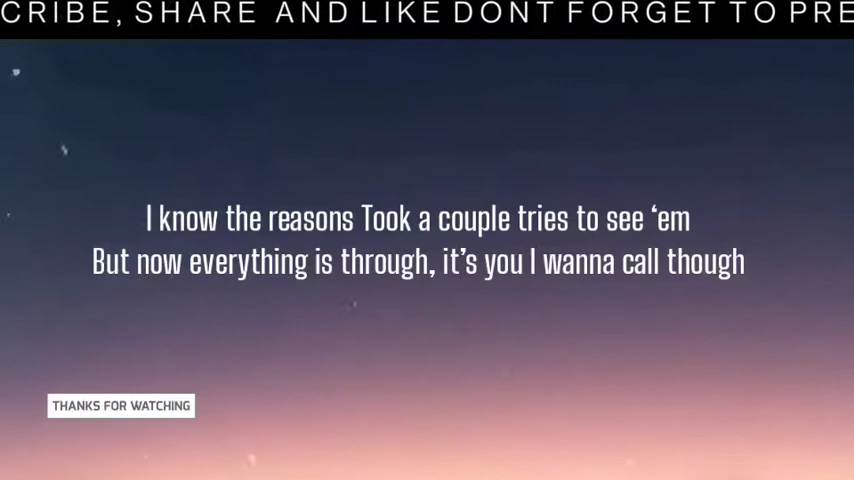 CRIBE, SHARE AND LIKE DONT FORGET TO PRE
I know the reasons Took a couple tries to see ‘em
But now everything is through, it’s you I wanna call though
THANKS FOR WATCHING